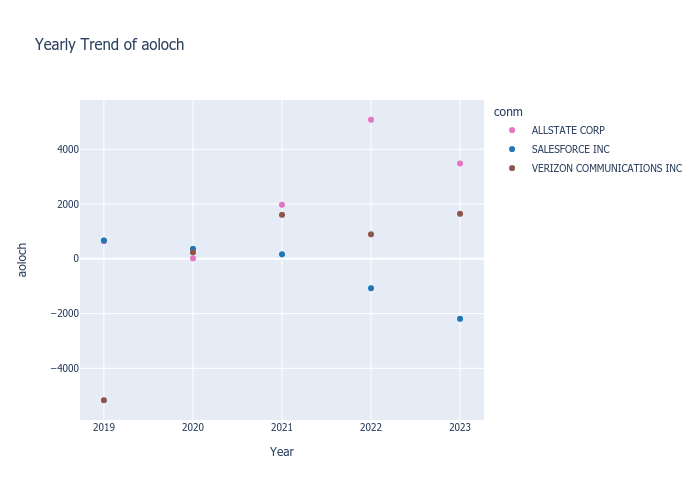 Yearly Trend of aoloch
conm
ALLSTATE CORP
SALESFORCE INC
VERIZON COMMUNICATIONS INC
aoloch
4000
2000
0
−2000
−4000
2019 2020 2021 2022 2023
Year